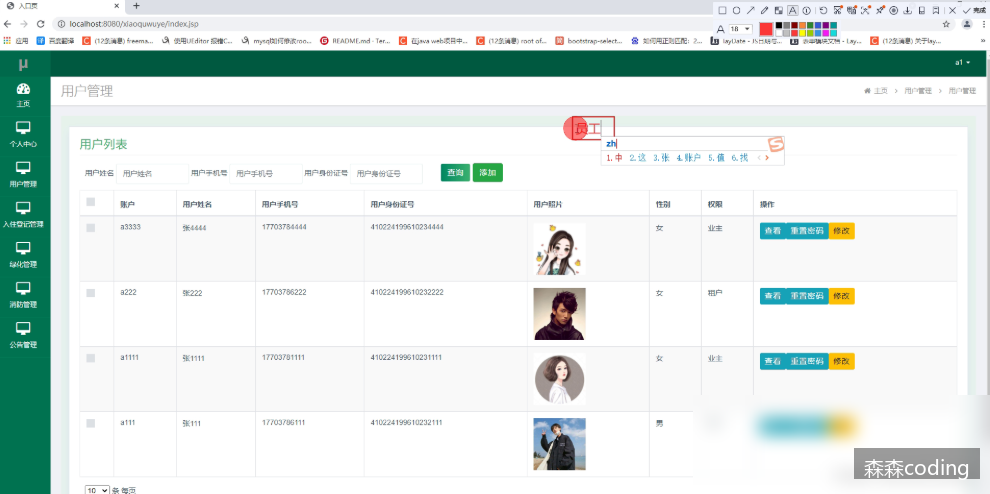 入口页
完成
localhost:8080/xiaoquwuye/index.jsp
18
应用 百度翻译 (12条消息) freema... 使用UEditor 报错C... mysql如何修改roo... README.md · Ter... 在java web项目中... (12条消息) root of... bootstrap-select... 如何用正则匹配：2... layDate - JS日期与... 表单模块文档 - Lay... (12条消息) 关于lay...
μ
a1
主页
个人中心
用户管理
入住登记管理
绿化管理
消防管理
公告管理
用户管理
主页 > 用户管理 > 用户管理
员工
zh
1.中 2.这 3.张 4.账户 5.值 6.找
用户列表
用户姓名 用户姓名 用户手机号 用户手机号 用户身份证号 用户身份证号 查询 添加
账户 用户姓名 用户手机号 用户身份证号 用户照片 性别 权限 操作
a3333 张4444 17703784444 410224199610234444 女 业主 查看 重置密码 修改
a222 张222 17703786222 410224199610232222 女 租户 查看 重置密码 修改
a1111 张1111 17703781111 410224199610231111 女 业主 查看 重置密码 修改
a111 张111 17703786111 410224199610232111 男
10 条 每页
森森coding